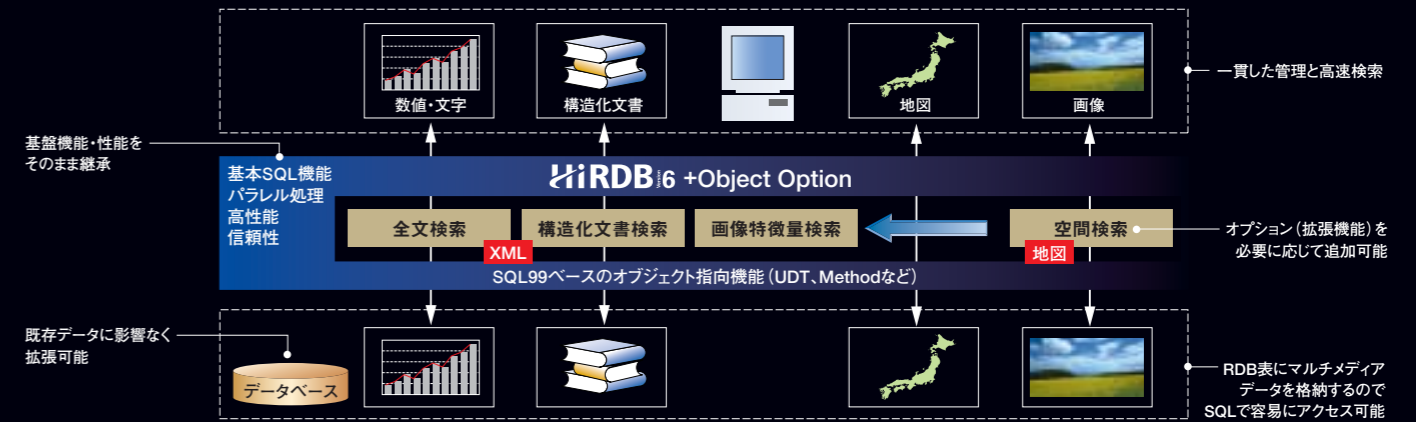 数値・文字
構造化文書
地図
画像
一貫した管理と高速検索
基盤機能・性能を
そのまま継承
基本SQL機能
パラレル処理
高性能
信頼性
HiRDB Version 6 +Object Option
全文検索
構造化文書検索
画像特徴量検索
空間検索
XML
地図
オプション（拡張機能）を
必要に応じて追加可能
SQL99ベースのオブジェクト指向機能（UDT、Methodなど）
既存データに影響なく
拡張可能
データベース
RDB表にマルチメディア
データを格納するので
SQLで容易にアクセス可能